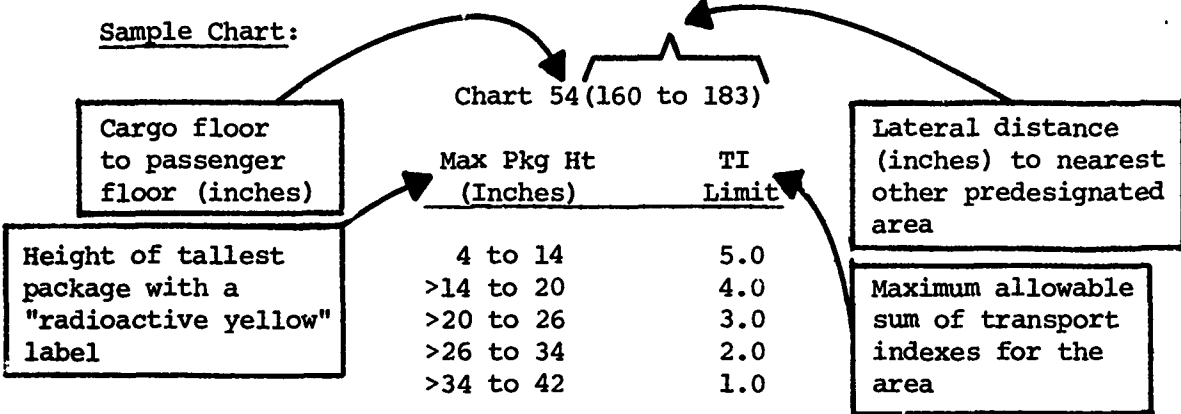 Sample Chart:
Chart 54(160 to 183)
Cargo floor
to passenger
floor (inches)
Lateral distance
(inches) to nearest
other predesignated
area
Max Pkg Ht
(Inches)
TI
Limit
Height of tallest
package with a
"radioactive yellow"
label
4 to 14 5.0
>14 to 20 4.0
>20 to 26 3.0
>26 to 34 2.0
>34 to 42 1.0
Maximum allowable
sum of transport
indexes for the
area